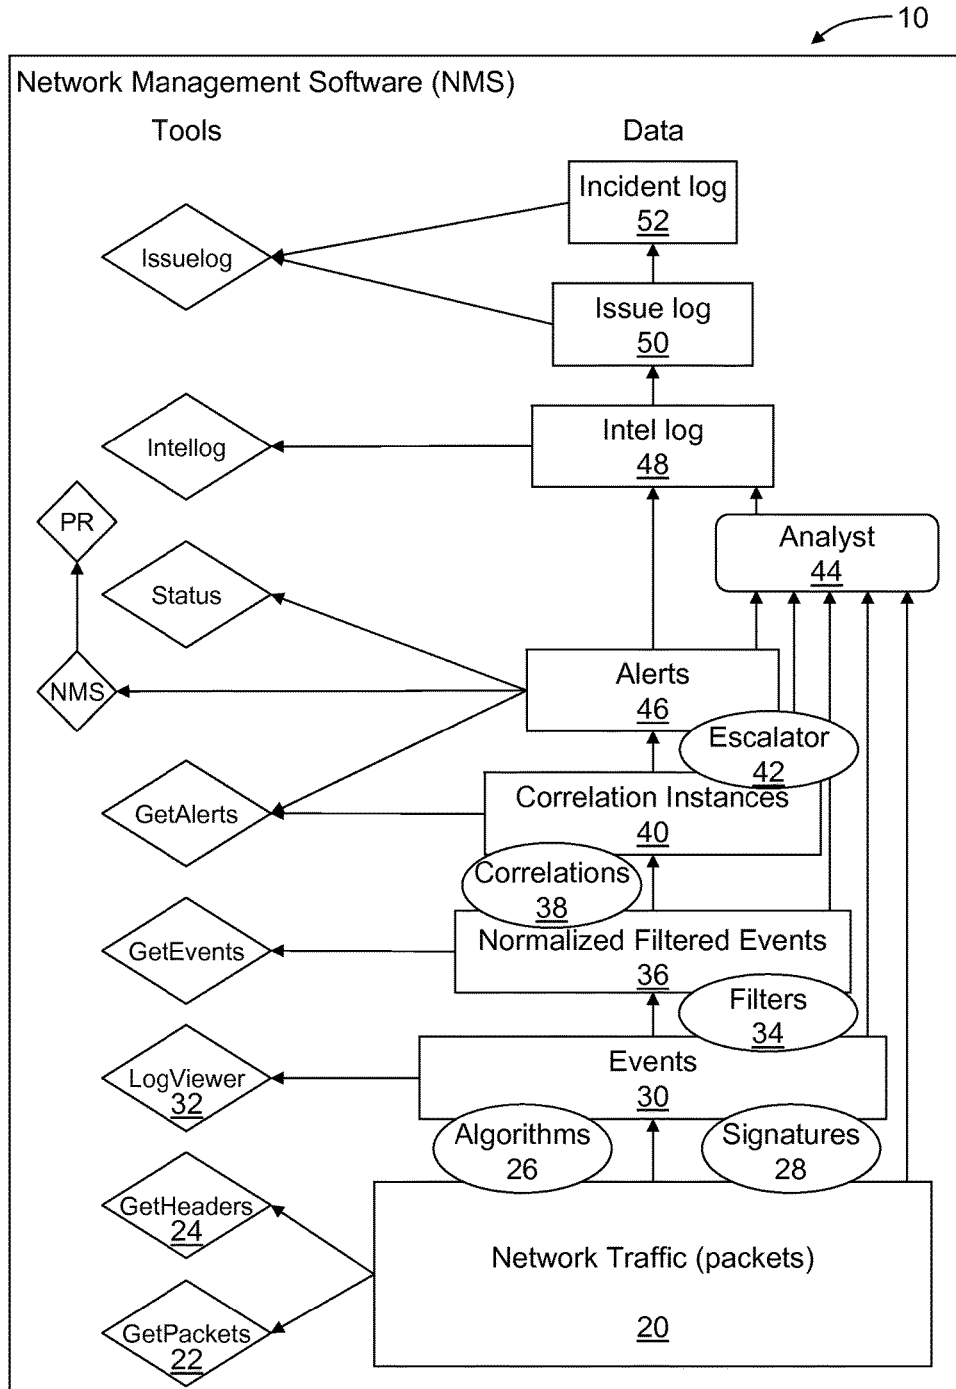 10
Network Management Software (NMS)
Tools
Data
Incident log
52
Issuelog
Issue log
50
Intellog
Intel log
48
PR
Analyst
44
Status
NMS
Alerts
46
Escalator
42
GetAlerts
Correlation Instances
40
Correlations
38
GetEvents
Normalized Filtered Events
36
Filters
34
LogViewer
32
Events
30
Algorithms
26
Signatures
28
GetHeaders
24
Network Traffic (packets)
20
GetPackets
22